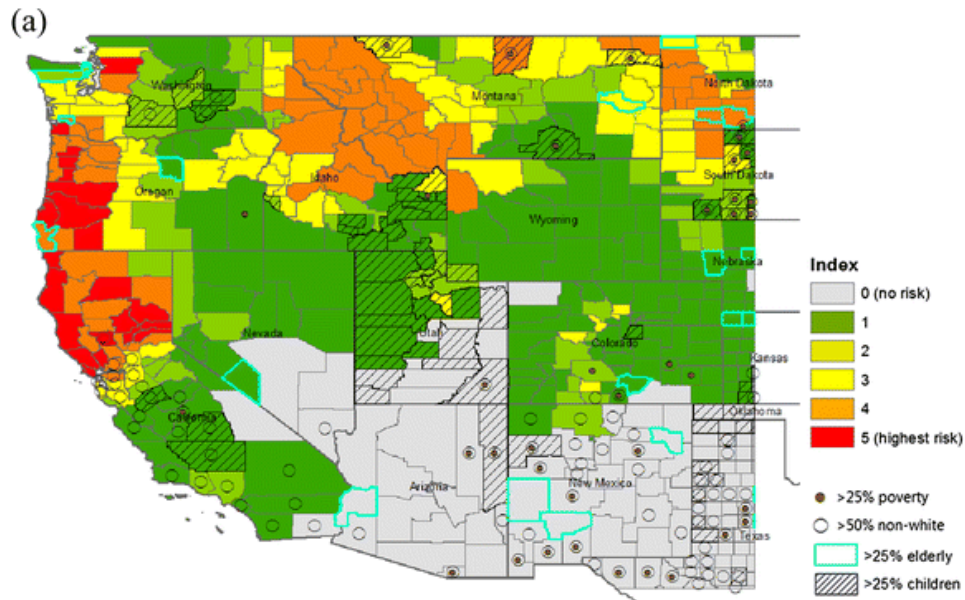 (a)
Washington
Montana
North Dakota
Oregon
Idaho
South Dakota
Wyoming
Nebraska
Nevada
Utah
Colorado
Kansas
California
Oklahoma
Arizona
New Mexico
Texas
Index
0 (no risk)
1
2
3
4
5 (highest risk)
>25% poverty
>50% non-white
>25% elderly
>25% children